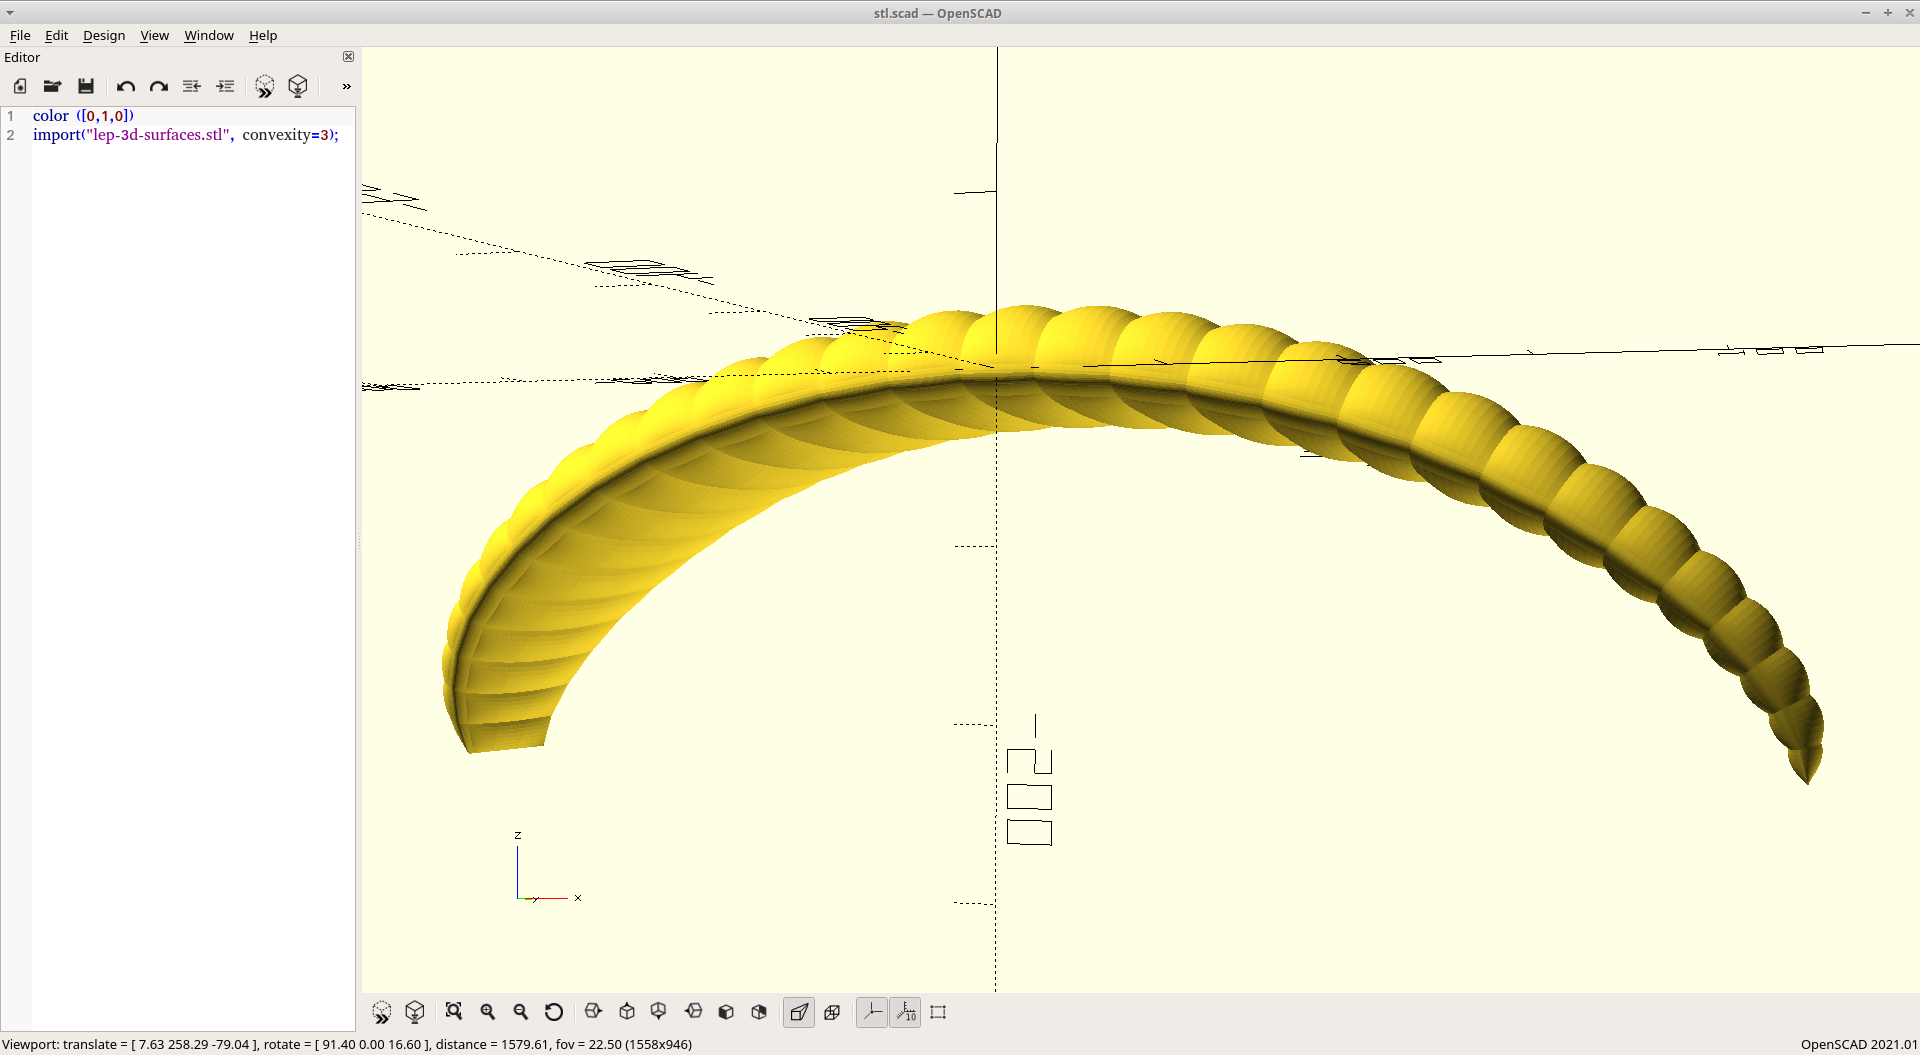 stl.scad — OpenSCAD
File Edit Design View Window Help
Editor
»
1 color ([0,1,0])
2 import("lep-3d-surfaces.stl", convexity=3);
z
y x
10
Viewport: translate = [ 7.63 258.29 -79.04 ], rotate = [ 91.40 0.00 16.60 ], distance = 1579.61, fov = 22.50 (1558x946)
OpenSCAD 2021.01